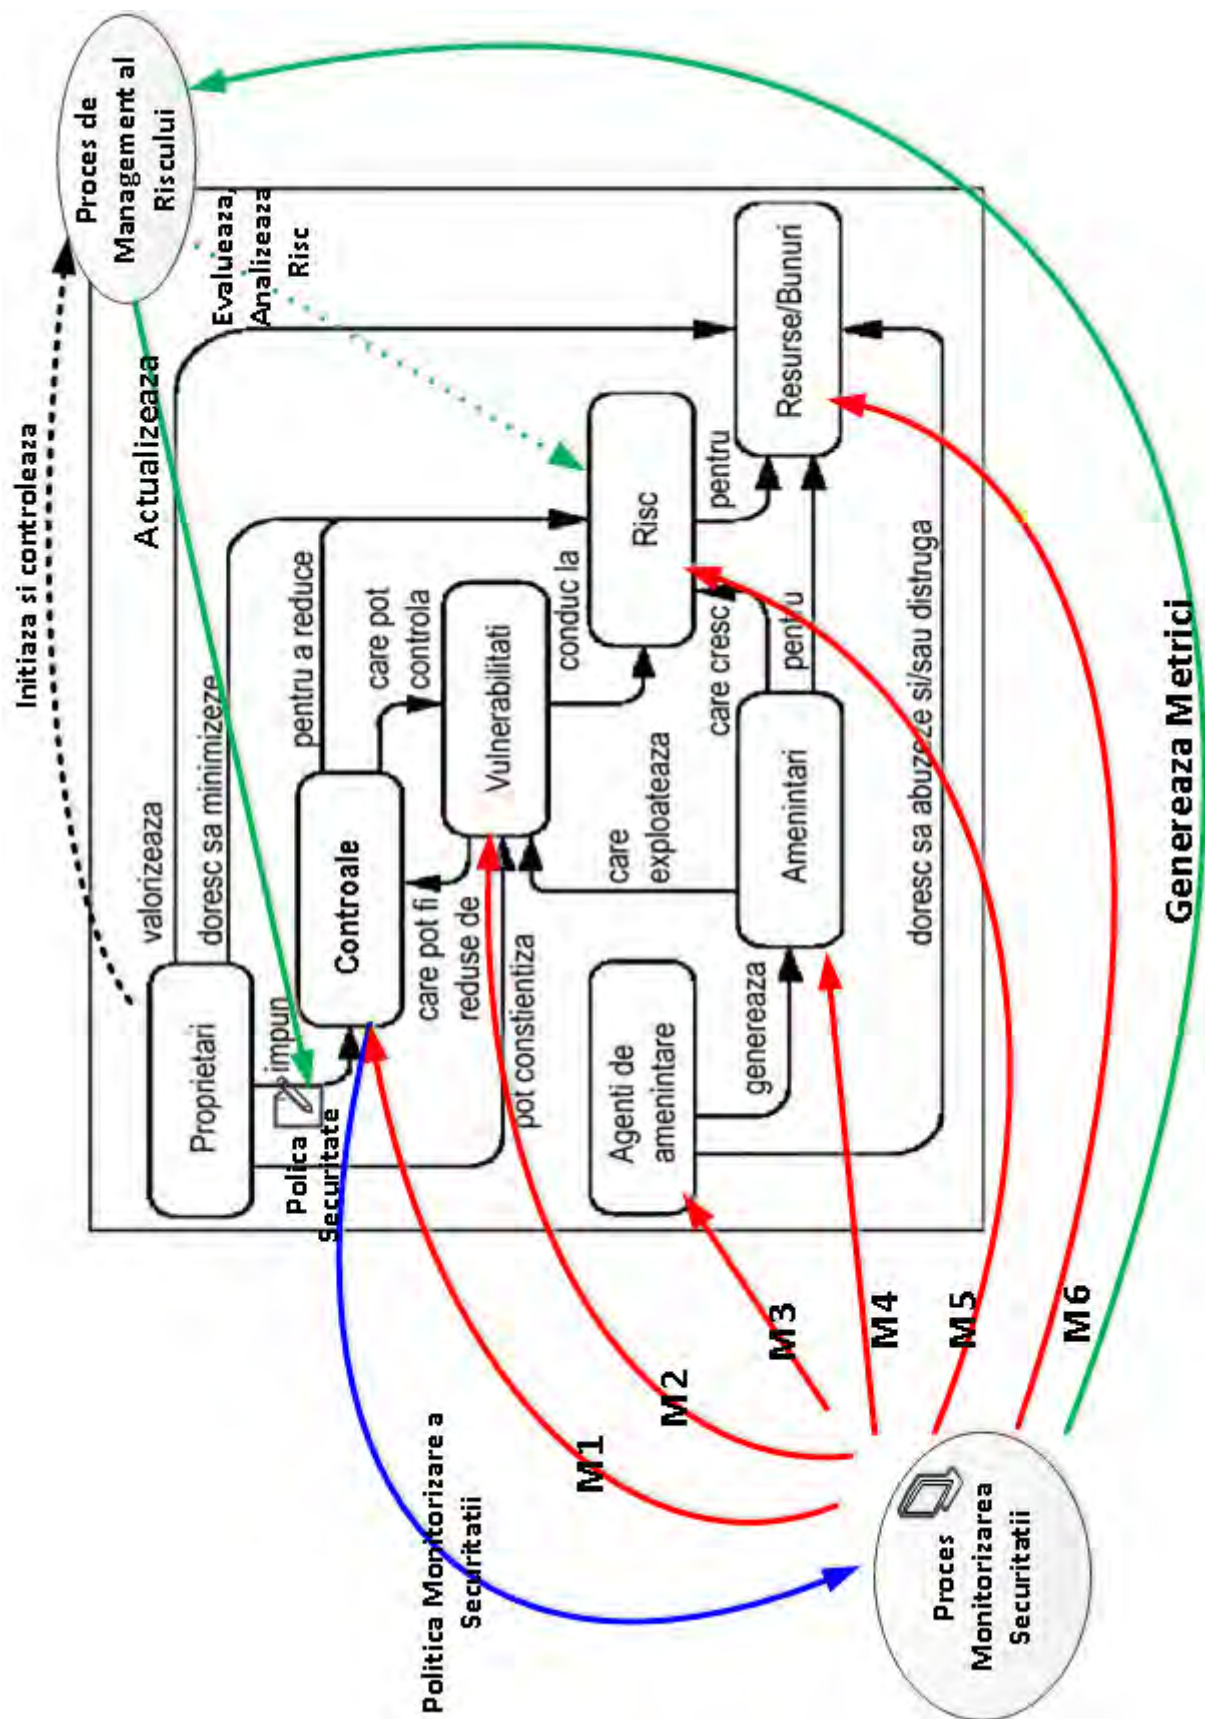 Initiaza si controleaza
Proces de
Management al
Riscului
Actualizeaza
Evalueaza,
Analizeaza
Risc
valorizeaza
doresc sa minimizeze
Proprietari
impun
Polica
Securitate
pentru a reduce
Controale
care pot
controla
care pot fi
reduse de
Vulnerabilitati
pot constientiza
conduc la
Risc
pentru
Resurse/Bunuri
care
exploateaza
care cresc
pentru
Agenti de
amenintare
genereaza
Amenintari
doresc sa abuzeze si/sau distruga
Politica Monitorizare a
Securitatii
M1
M2
M3
M4
M5
M6
Genereaza Metrici
Proces
Monitorizarea
Securitatii